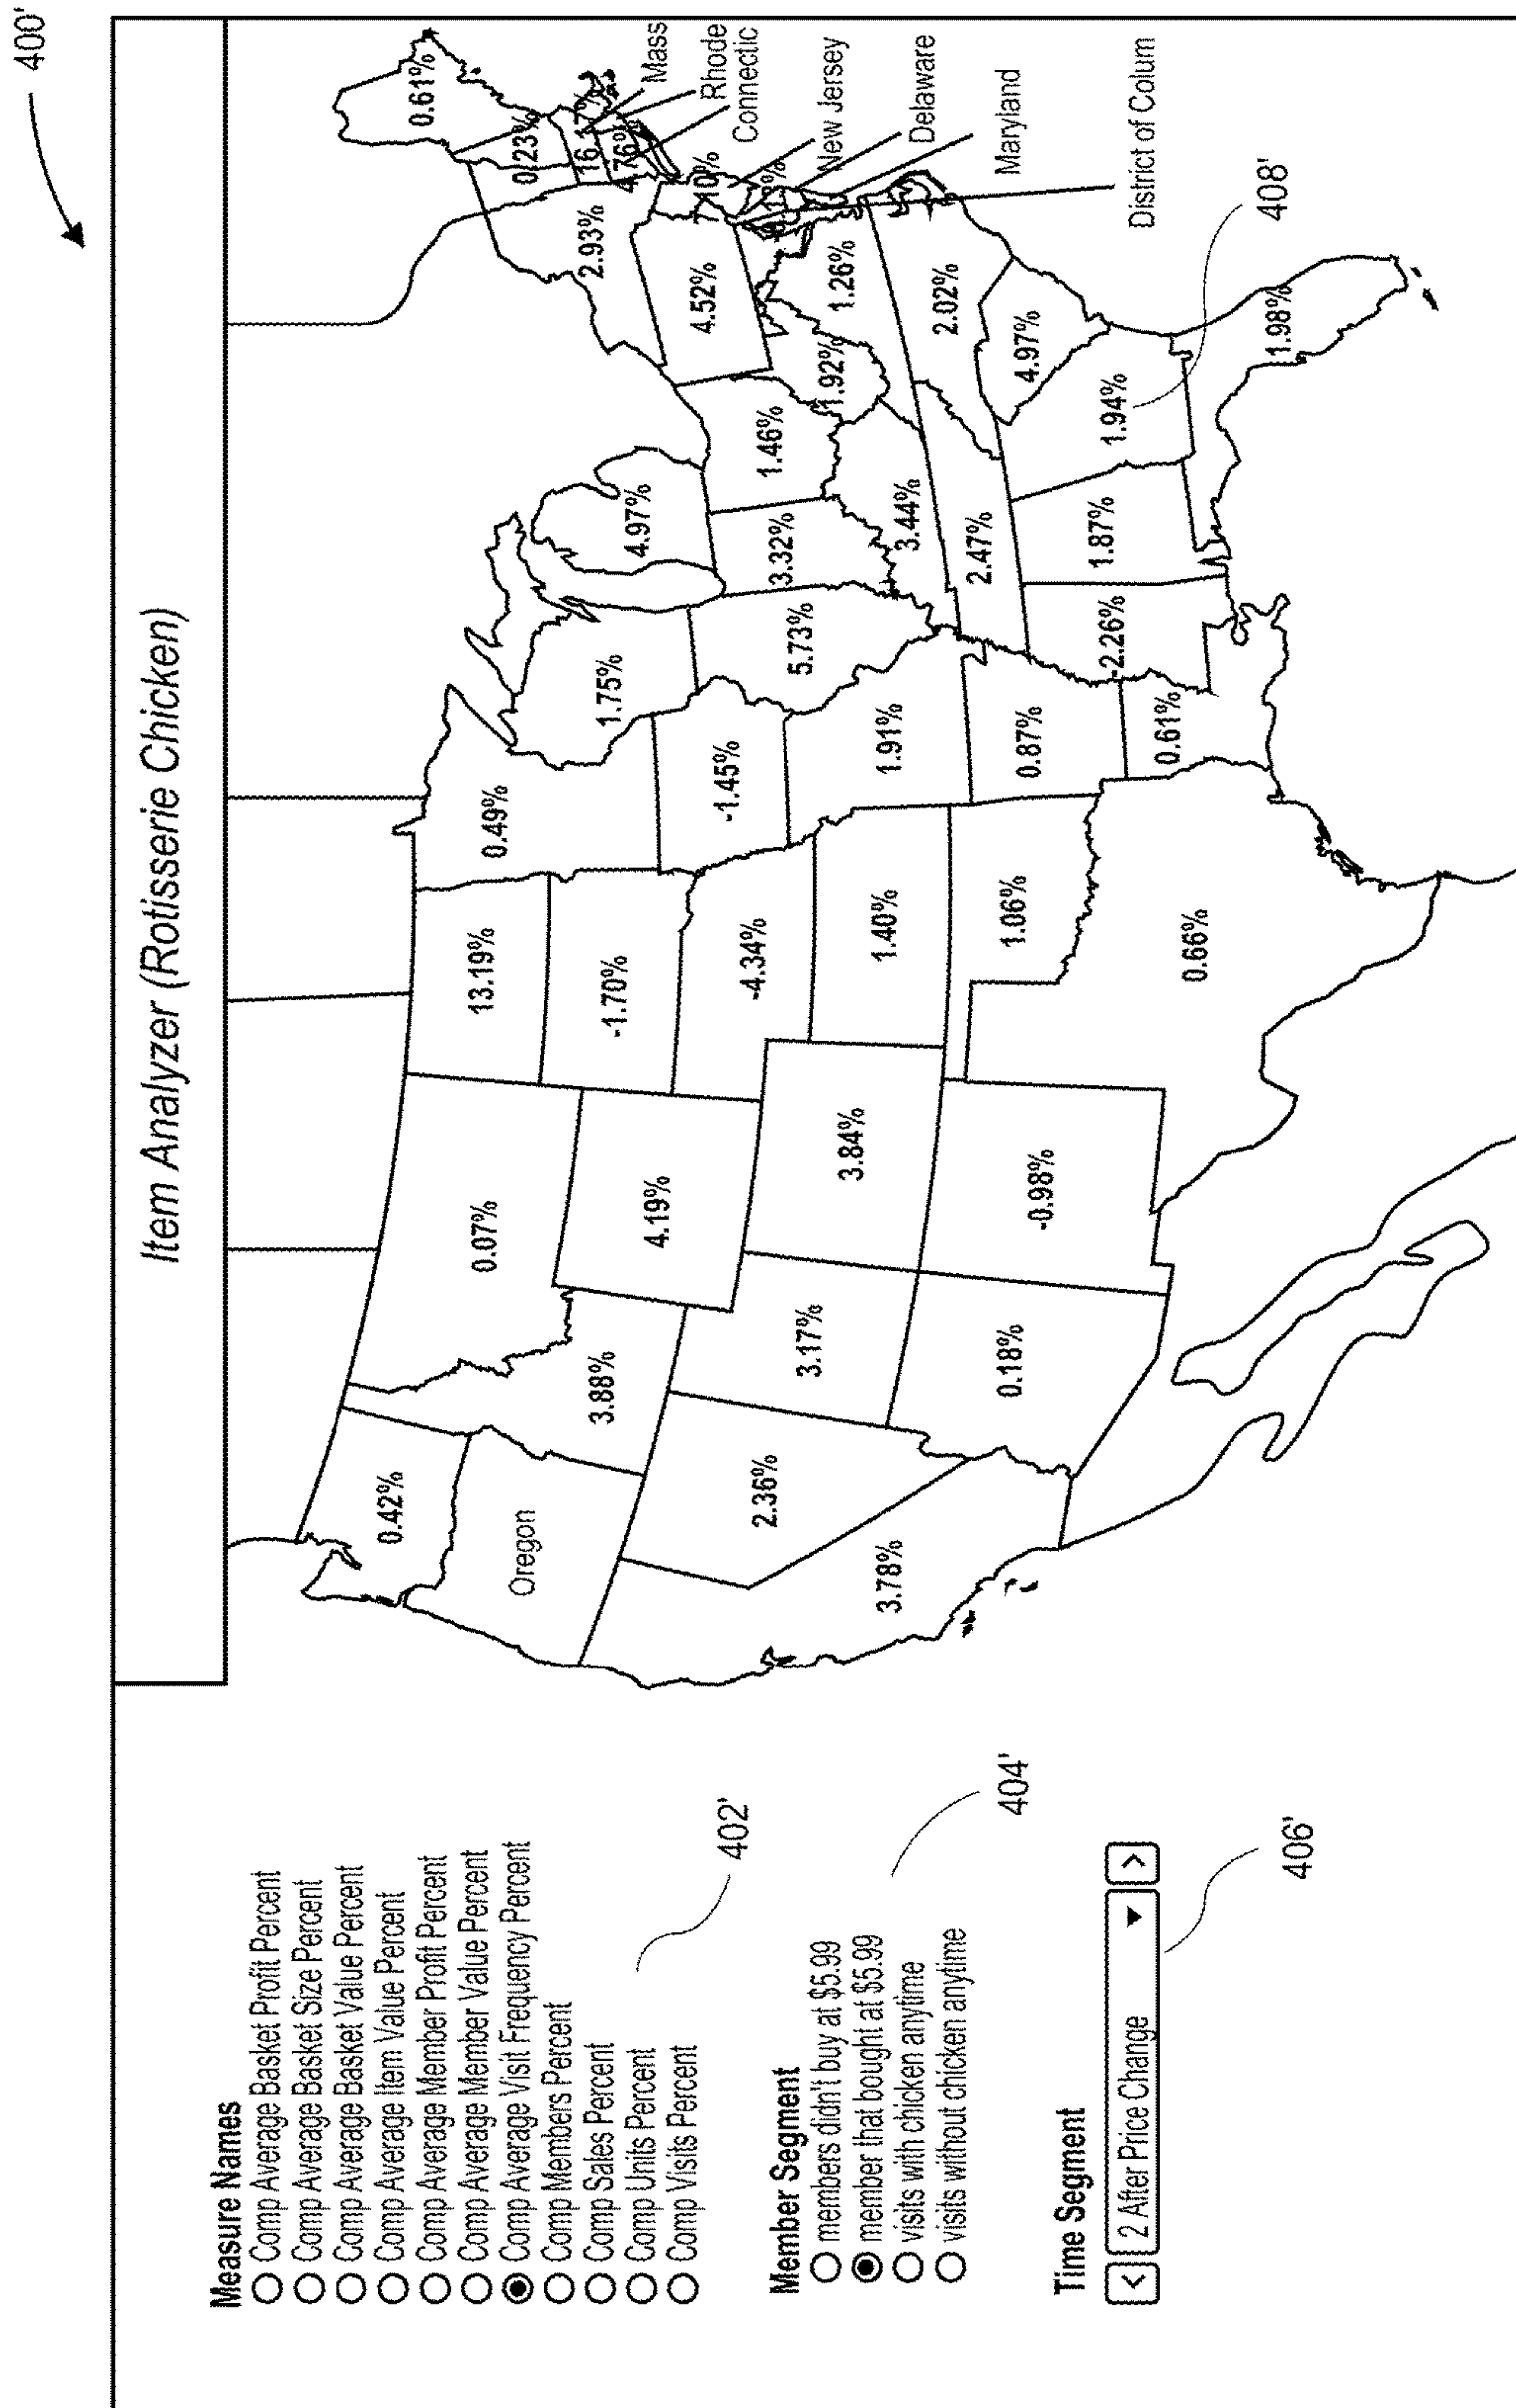 400'
Item Analyzer (Rotisserie Chicken)
Measure Names
Comp Average Basket Profit Percent
Comp Average Basket Size Percent
Comp Average Basket Value Percent
Comp Average Item Value Percent
Comp Average Member Profit Percent
Comp Average Member Value Percent
Comp Average Visit Frequency Percent
Comp Members Percent
Comp Sales Percent
Comp Units Percent
Comp Visits Percent
402'
Member Segment
members didn't buy at $5.99
member that bought at $5.99
visits with chicken anytime
visits without chicken anytime
404'
Time Segment
< 2 After Price Change >
406'
0.42%
Oregon
3.88%
0.07%
4.19%
2.36%
3.78%
3.17%
0.18%
3.84%
-0.98%
13.19%
-1.70%
-4.34%
1.40%
1.06%
0.66%
0.49%
-1.45%
1.91%
0.87%
0.61%
1.75%
5.73%
-2.26%
4.97%
3.32%
1.46%
3.44%
2.47%
1.87%
1.94%
1.98%
4.97%
2.02%
1.26%
1.92%
4.52%
2.93%
0.61%
0.23%
16.17%
4.76%
Mass
Rhode
Connectic
New Jersey
Delaware
Maryland
District of Colum
408'